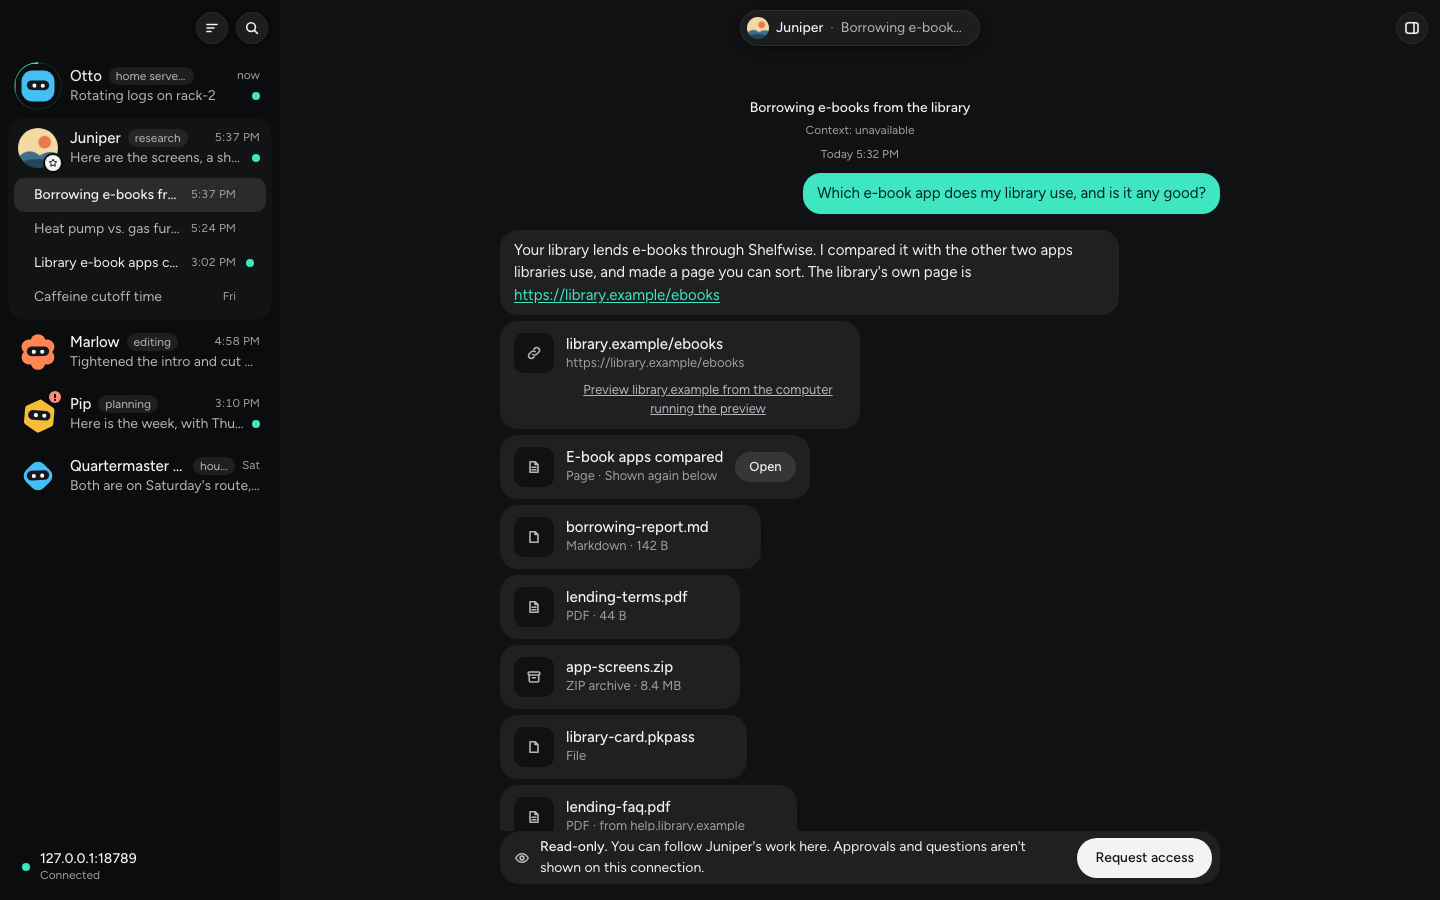 Otto home serve... now
Rotating logs on rack-2
Juniper research 5:37 PM
Here are the screens, a sh...
Borrowing e-books fr... 5:37 PM
Heat pump vs. gas fur... 5:24 PM
Library e-book apps c... 3:02 PM
Caffeine cutoff time Fri
Marlow editing 4:58 PM
Tightened the intro and cut ...
Pip planning 3:10 PM
Here is the week, with Thu...
Quartermaster ... hou... Sat
Both are on Saturday's route,...
127.0.0.1:18789
Connected
Juniper · Borrowing e-book...
Borrowing e-books from the library
Context: unavailable
Today 5:32 PM
Which e-book app does my library use, and is it any good?
Your library lends e-books through Shelfwise. I compared it with the other two apps
libraries use, and made a page you can sort. The library's own page is
https://library.example/ebooks
library.example/ebooks
https://library.example/ebooks
Preview library.example from the computer
running the preview
E-book apps compared
Page · Shown again below
Open
borrowing-report.md
Markdown · 142 B
lending-terms.pdf
PDF · 44 B
app-screens.zip
ZIP archive · 8.4 MB
library-card.pkpass
File
lending-faq.pdf
PDF · from help.library.example
Read-only. You can follow Juniper's work here. Approvals and questions aren't
shown on this connection.
Request access